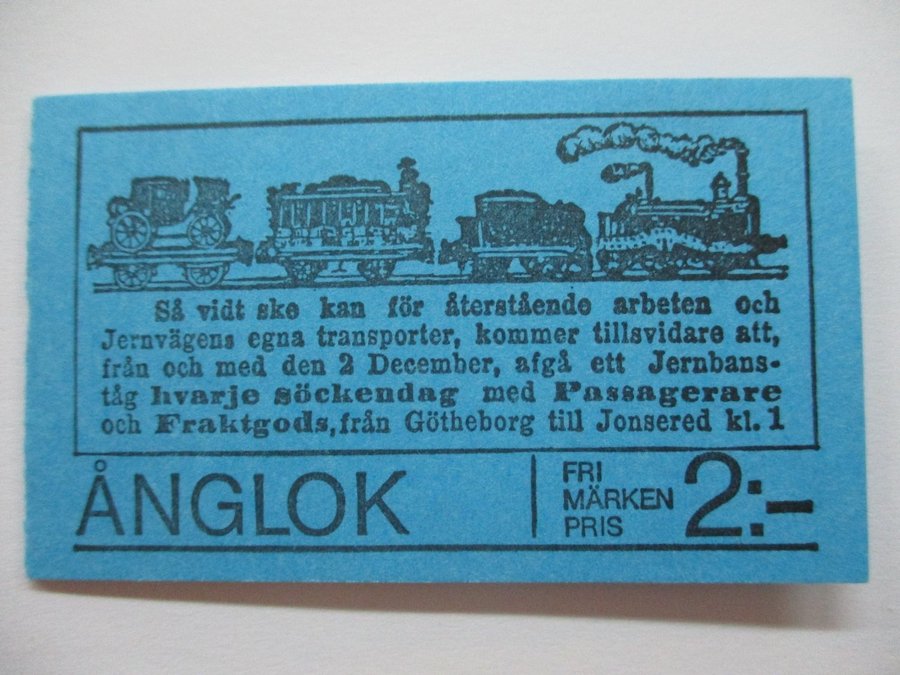 Så vidt ske kan för återstående arbeten och
Jernvägens egna transporter, kommer tillsvidare att,
från och med den 2 December, afgå ett Jernbans-
tåg hvarje söckendag med Passagerare
och Fraktgods, från Götheborg till Jonsered kl. 1
ÅNGLOK
FRI
MÄRKEN
PRIS
2:-